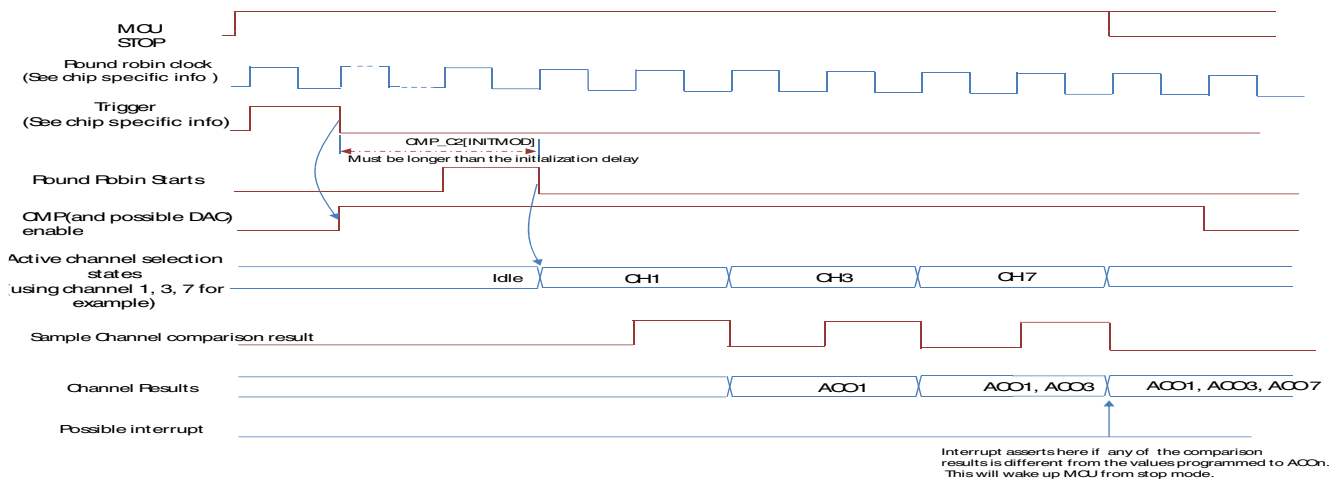 MCU
STOP
Round robin clock
(See chip specific info )
Trigger
(See chip specific info)
CMP_C2[INITMOD]
Must be longer than the initialization delay
Round Robin Starts
CMP(and possible DAC)
enable
Active channel selection
states
(using channel 1, 3, 7 for
example)
Idle
CH1
CH3
CH7
Sample Channel comparison result
Channel Results
ACO1
ACO1, ACO3
ACO1, ACO3, ACO7
Possible interrupt
Interrupt asserts here if any of the comparison
results is different from the values programmed to ACOn.
This will wake up MCU from stop mode.